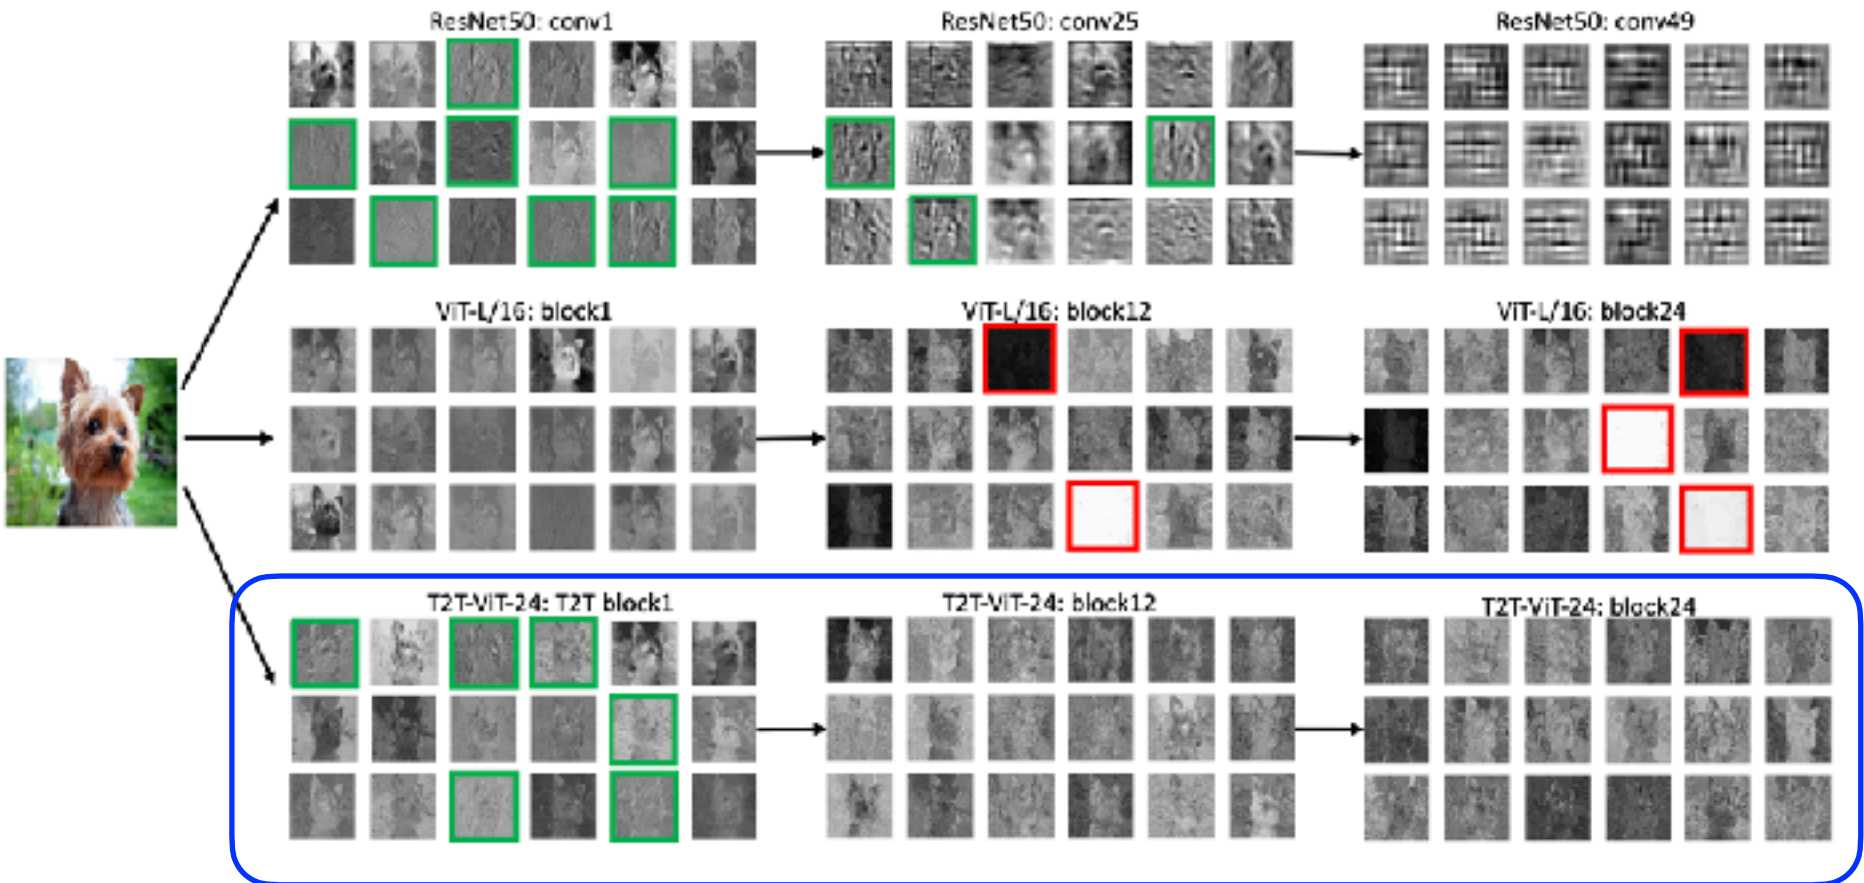 ResNet50: conv1
ResNet50: conv25
ResNet50: conv49
ViT-L/16: block1
ViT-L/16: block12
ViT-L/16: block24
T2T-ViT-24: T2T block1
T2T-ViT-24: block12
T2T-ViT-24: block24